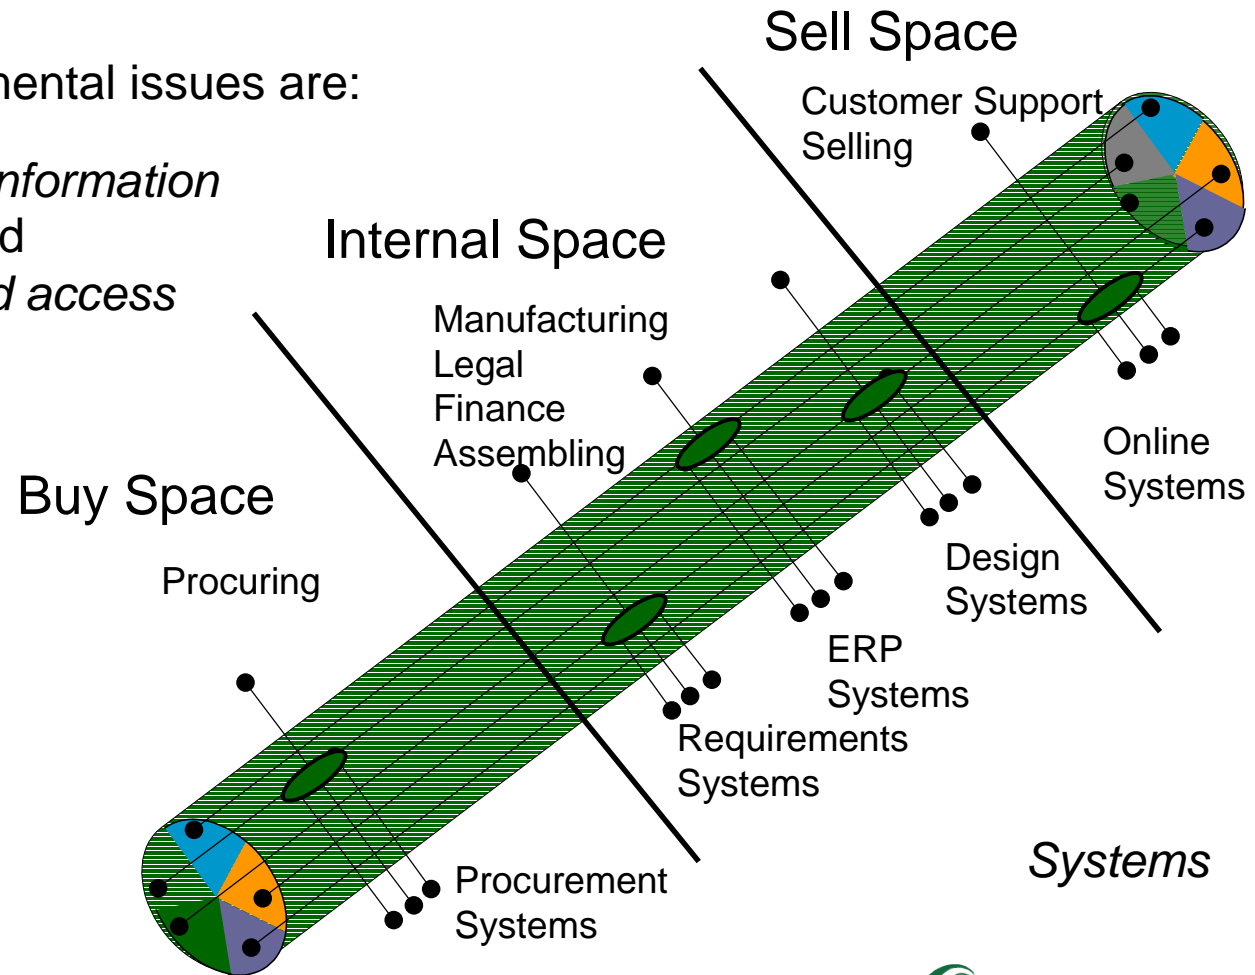 Sell Space
mental issues are:
Customer Support
Selling
nformation
d
d access
Internal Space
Manufacturing
Legal
Finance
Assembling
Buy Space
Procuring
Online
Systems
Design
Systems
ERP
Systems
Requirements
Systems
Procurement
Systems
Systems